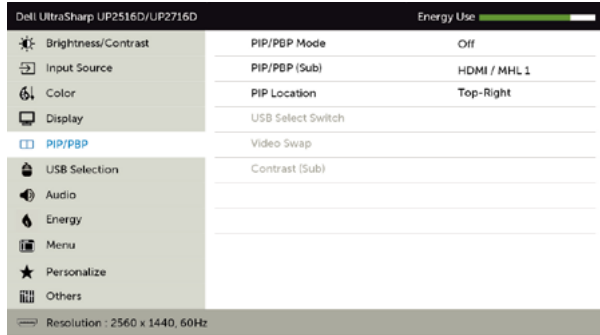 Dell UltraSharp UP2516D/UP2716D
Energy Use
Brightness/Contrast
Input Source
Color
Display
PIP/PBP
USB Selection
Audio
Energy
Menu
Personalize
Others
PIP/PBP Mode Off
PIP/PBP (Sub) HDMI / MHL 1
PIP Location Top-Right
USB Select Switch
Video Swap
Contrast (Sub)
Resolution : 2560 x 1440, 60Hz